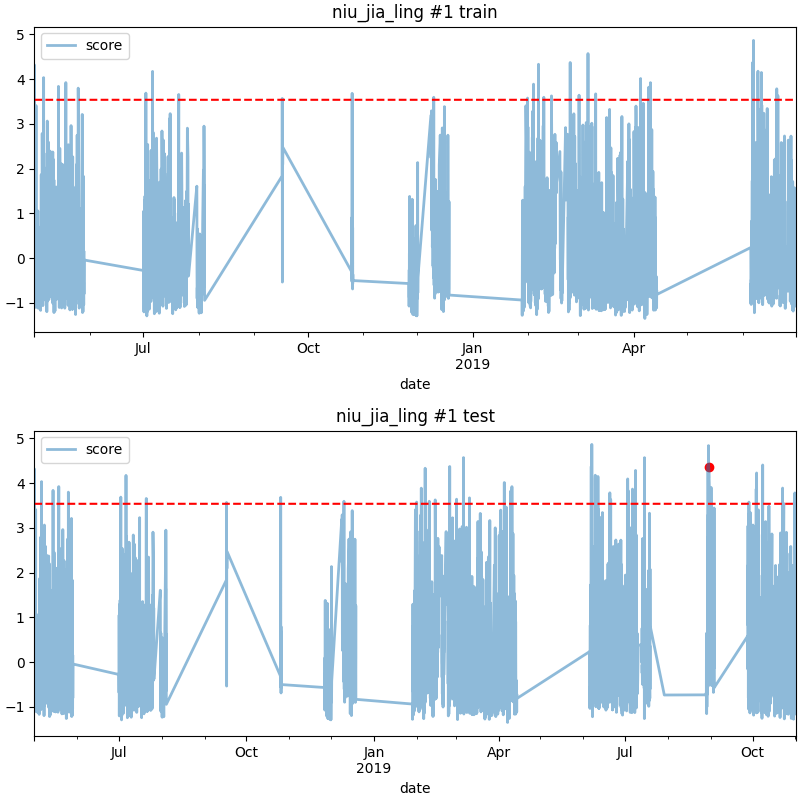 niu_jia_ling #1 train
score
5
4
3
2
1
0
−1
Jul
Oct
Jan
2019
Apr
date
niu_jia_ling #1 test
score
5
4
3
2
1
0
−1
Jul
Oct
Jan
2019
Apr
Jul
Oct
date